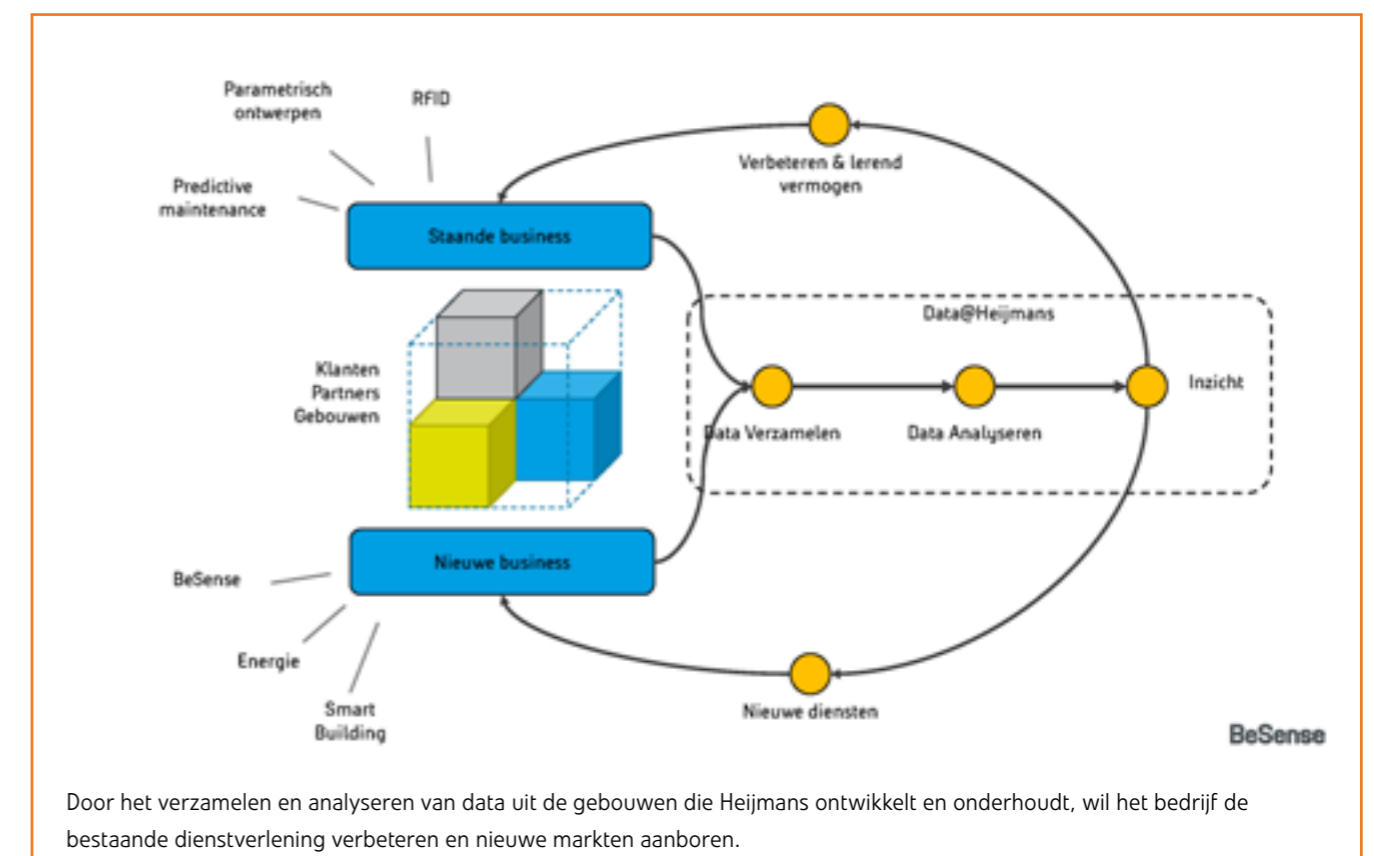 Parametrisch
ontwerpen
RFID
Predictive
maintenance
Verbeteren & lerend
vermogen
Staande business
Data@Heijmans
Klanten
Partners
Gebouwen
Inzicht
Data Verzamelen
Data Analyseren
Nieuwe business
BeSense
Energie
Smart
Building
Nieuwe diensten
BeSense
Door het verzamelen en analyseren van data uit de gebouwen die Heijmans ontwikkelt en onderhoudt, wil het bedrijf de
bestaande dienstverlening verbeteren en nieuwe markten aanboren.